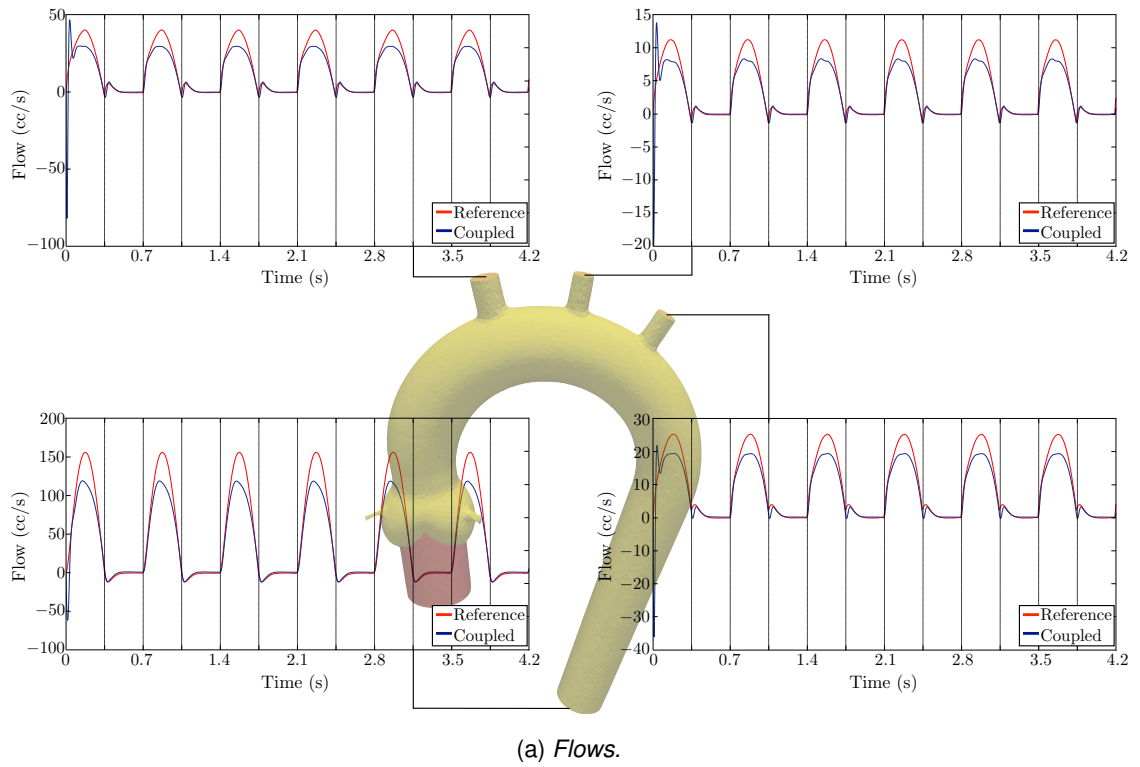 50
0
−50
−100
Flow (cc/s)
Reference
Coupled
0 0.7 1.4 2.1 2.8 3.5 4.2
Time (s)
15
10
5
0
−5
−10
−15
−20
Flow (cc/s)
Reference
Coupled
0 0.7 1.4 2.1 2.8 3.5 4.2
Time (s)
200
150
100
50
0
−50
−100
Flow (cc/s)
Reference
Coupled
0 0.7 1.4 2.1 2.8 3.5 4.2
Time (s)
30
20
10
0
−10
−20
−30
−40
Flow (cc/s)
Reference
Coupled
0 0.7 1.4 2.1 2.8 3.5 4.2
Time (s)
(a) Flows.